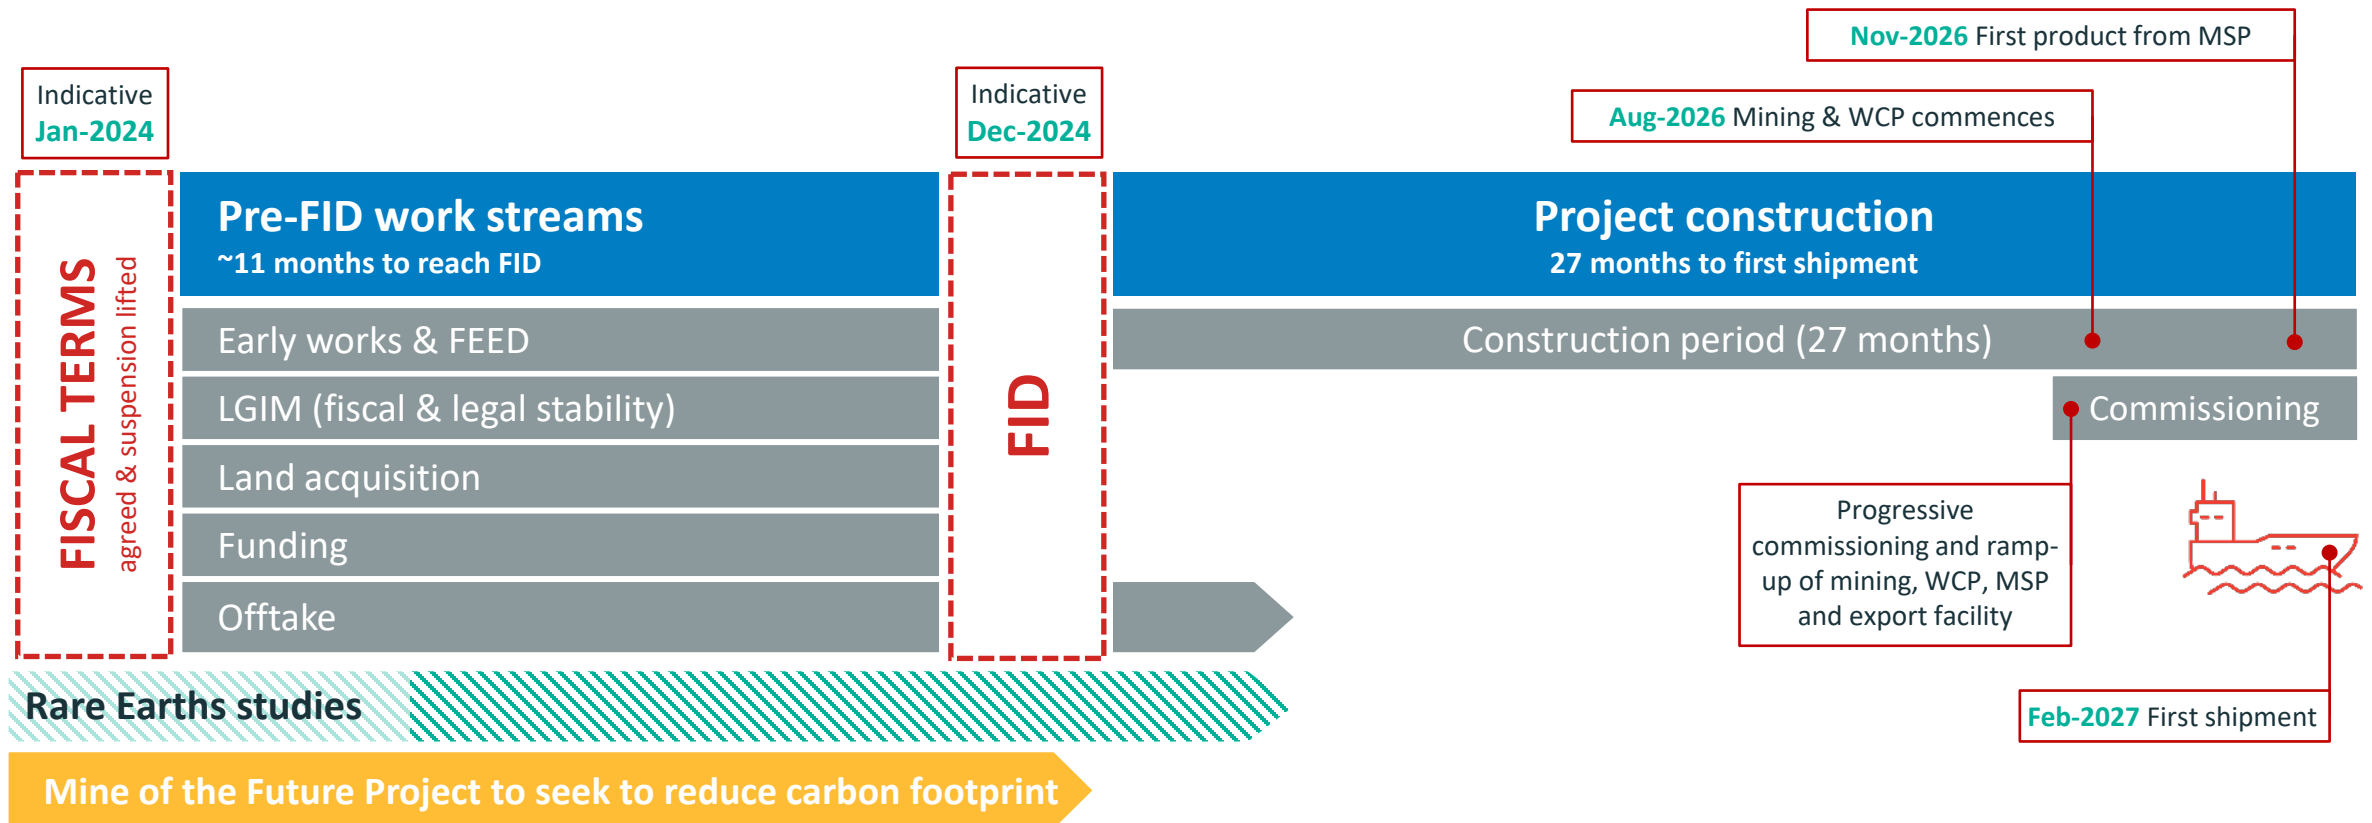 Nov-2026 First product from MSP
Indicative
Jan-2024
Indicative
Dec-2024
Aug-2026 Mining & WCP commences
FISCAL TERMS
agreed & suspension lifted
Pre-FID work streams
~11 months to reach FID
FID
Project construction
27 months to first shipment
Early works & FEED
Construction period (27 months)
LGIM (fiscal & legal stability)
Commissioning
Land acquisition
Funding
Offtake
Progressive
commissioning and ramp-
up of mining, WCP, MSP
and export facility
Rare Earths studies
Feb-2027 First shipment
Mine of the Future Project to seek to reduce carbon footprint